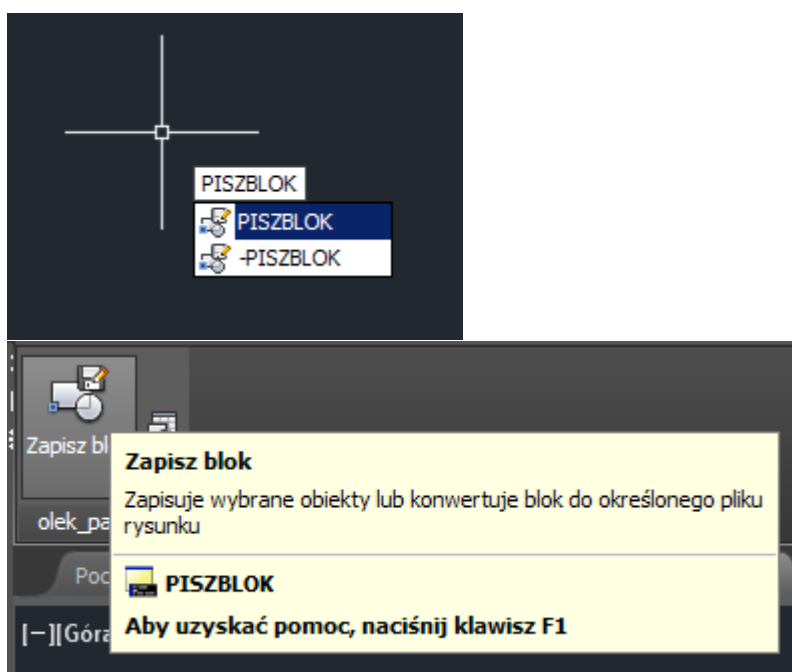 PISZBLOK
PISZBLOK
-PISZBLOK
Zapisz bl
Zapisz blok
Zapisuje wybrane obiekty lub konwertuje blok do określonego pliku
rysunku
olek_pa
Poc
PISZBLOK
[−][Góra
Aby uzyskać pomoc, naciśnij klawisz F1